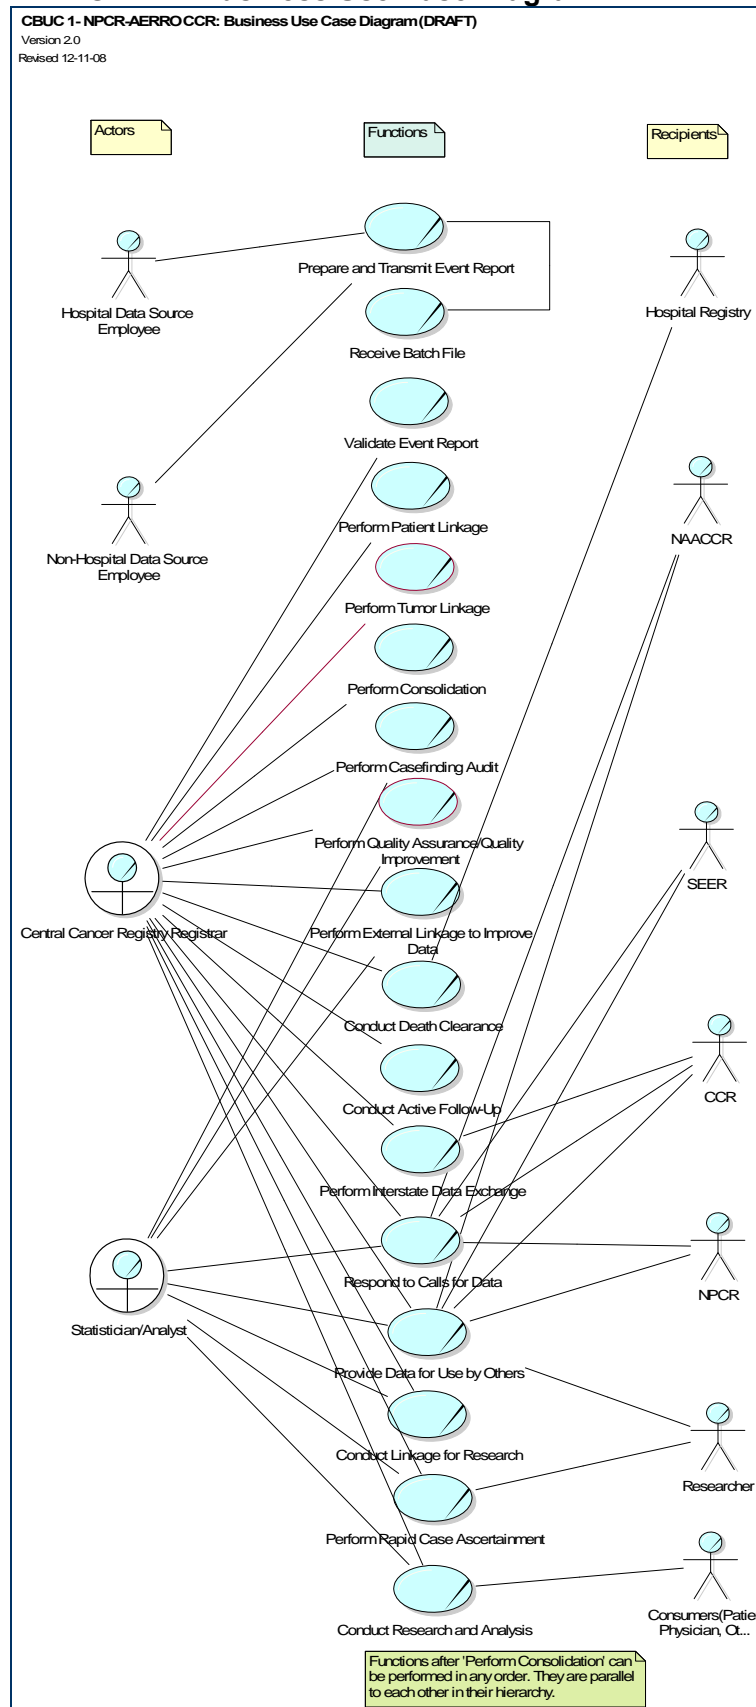 CBUC 1- NPCR-AERRO CCR: Business Use Case Diagram (DRAFT)
Version 2.0
Revised 12-11-08
Actors
Functions
Recipients
Hospital Data Source
Employee
Prepare and Transmit Event Report
Hospital Registry
Receive Batch File
Validate Event Report
Non-Hospital Data Source
Employee
Perform Patient Linkage
NAACCR
Perform Tumor Linkage
Perform Consolidation
Perform Casefinding Audit
Perform Quality Assurance/Quality
Improvement
SEER
Central Cancer Registry Registrar
Perform External Linkage to Improve
Data
Conduct Death Clearance
Conduct Active Follow-Up
CCR
Perform Interstate Data Exchange
Respond to Calls for Data
NPCR
Statistician/Analyst
Provide Data for Use by Others
Conduct Linkage for Research
Researcher
Perform Rapid Case Ascertainment
Conduct Research and Analysis
Consumers(Patie
Physician, Ot...
Functions after 'Perform Consolidation' can
be performed in any order. They are parallel
to each other in their hierarchy.